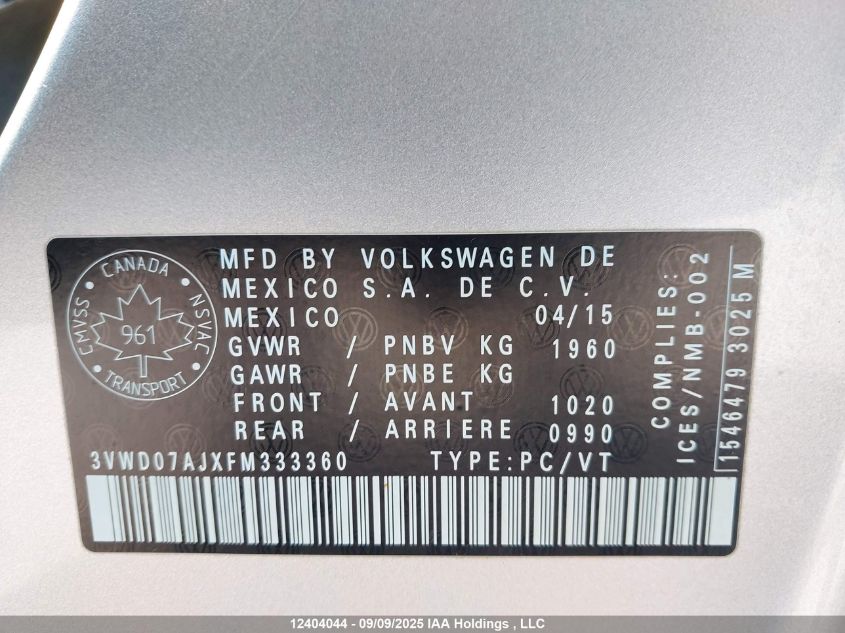 CANADA
CMVSS
NSVAC
961
TRANSPORT
MFD BY VOLKSWAGEN DE
MEXICO S.A. DE C.V.
MEXICO 04/15
GVWR / PNBV KG 1960
GAWR / PNBE KG
FRONT / AVANT 1020
REAR / ARRIERE 0990
3VWD07AJXFM333360 TYPE:PC/VT
COMPLIES:
ICES/NMB-002
1546479 3025 M
12404044 - 09/09/2025 IAA Holdings , LLC